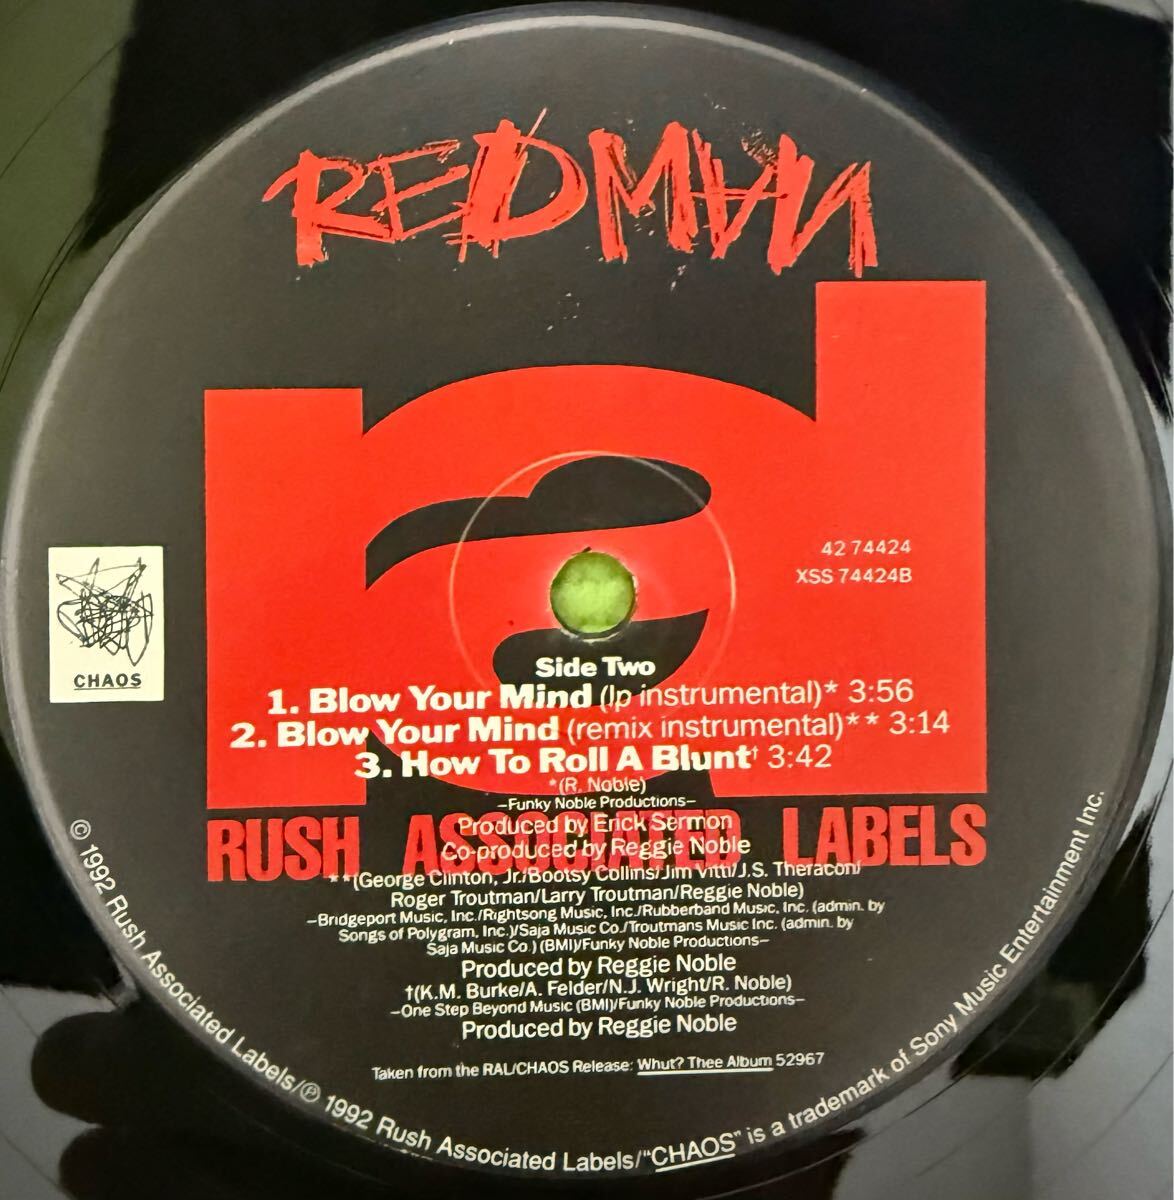 REDMAN
42 74424
XSS 74424B
CHAOS
Side Two
1. Blow Your Mind (lp instrumental)* 3:56
2. Blow Your Mind (remix instrumental)** 3:14
3. How To Roll A Blunt† 3:42
*(R. Noble)
–Funky Noble Productions–
Produced by Erick Sermon
Co-produced by Reggie Noble
RUSH ASSOCIATED LABELS
**(George Clinton, Jr./Bootsy Collins/Jim Vitti/J.S. Theracon/
Roger Troutman/Larry Troutman/Reggie Noble)
–Bridgeport Music, Inc./Rightsong Music, Inc./Rubberband Music, Inc. (admin. by
Songs of Polygram, Inc.)/Saja Music Co./Troutmans Music Inc. (admin. by
Saja Music Co.) (BMI)/Funky Noble Productions–
Produced by Reggie Noble
†(K.M. Burke/A. Felder/N.J. Wright/R. Noble)
–One Step Beyond Music (BMI)/Funky Noble Productions–
Produced by Reggie Noble
Taken from the RAL/CHAOS Release: Whut? Thee Album 52967
© 1992 Rush Associated Labels/℗ 1992 Rush Associated Labels/"CHAOS" is a trademark of Sony Music Entertainment Inc.